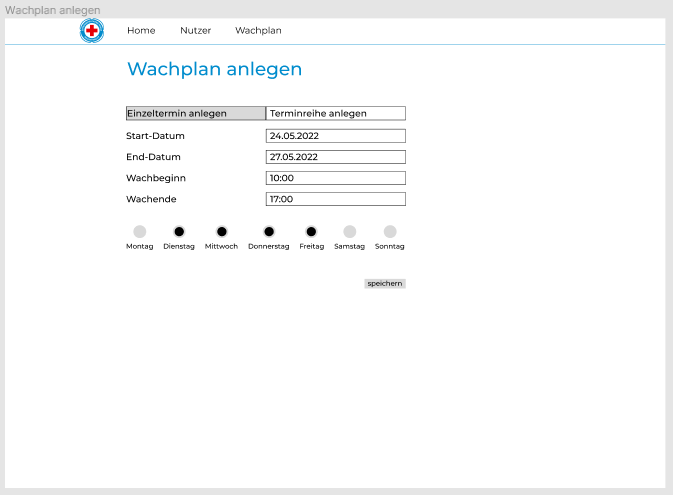 Wachplan anlegen
Home Nutzer Wachplan
Wachplan anlegen
Einzeltermin anlegen Terminreihe anlegen
Start-Datum 24.05.2022
End-Datum 27.05.2022
Wachbeginn 10:00
Wachende 17:00
Montag Dienstag Mittwoch Donnerstag Freitag Samstag Sonntag
speichern